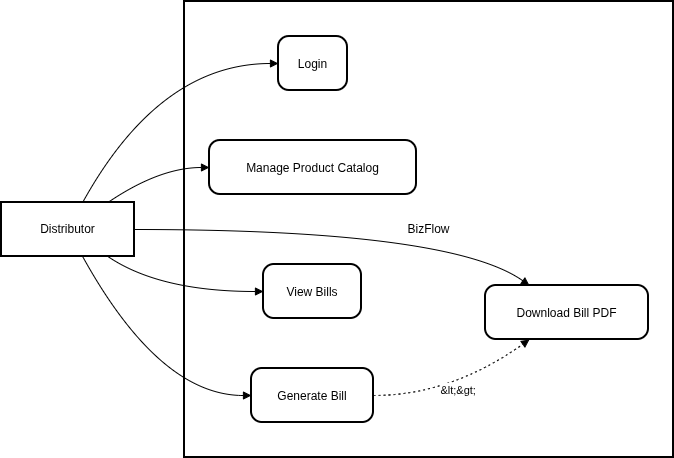 Login
Manage Product Catalog
Distributor
BizFlow
View Bills
Download Bill PDF
Generate Bill
&lt;&gt;